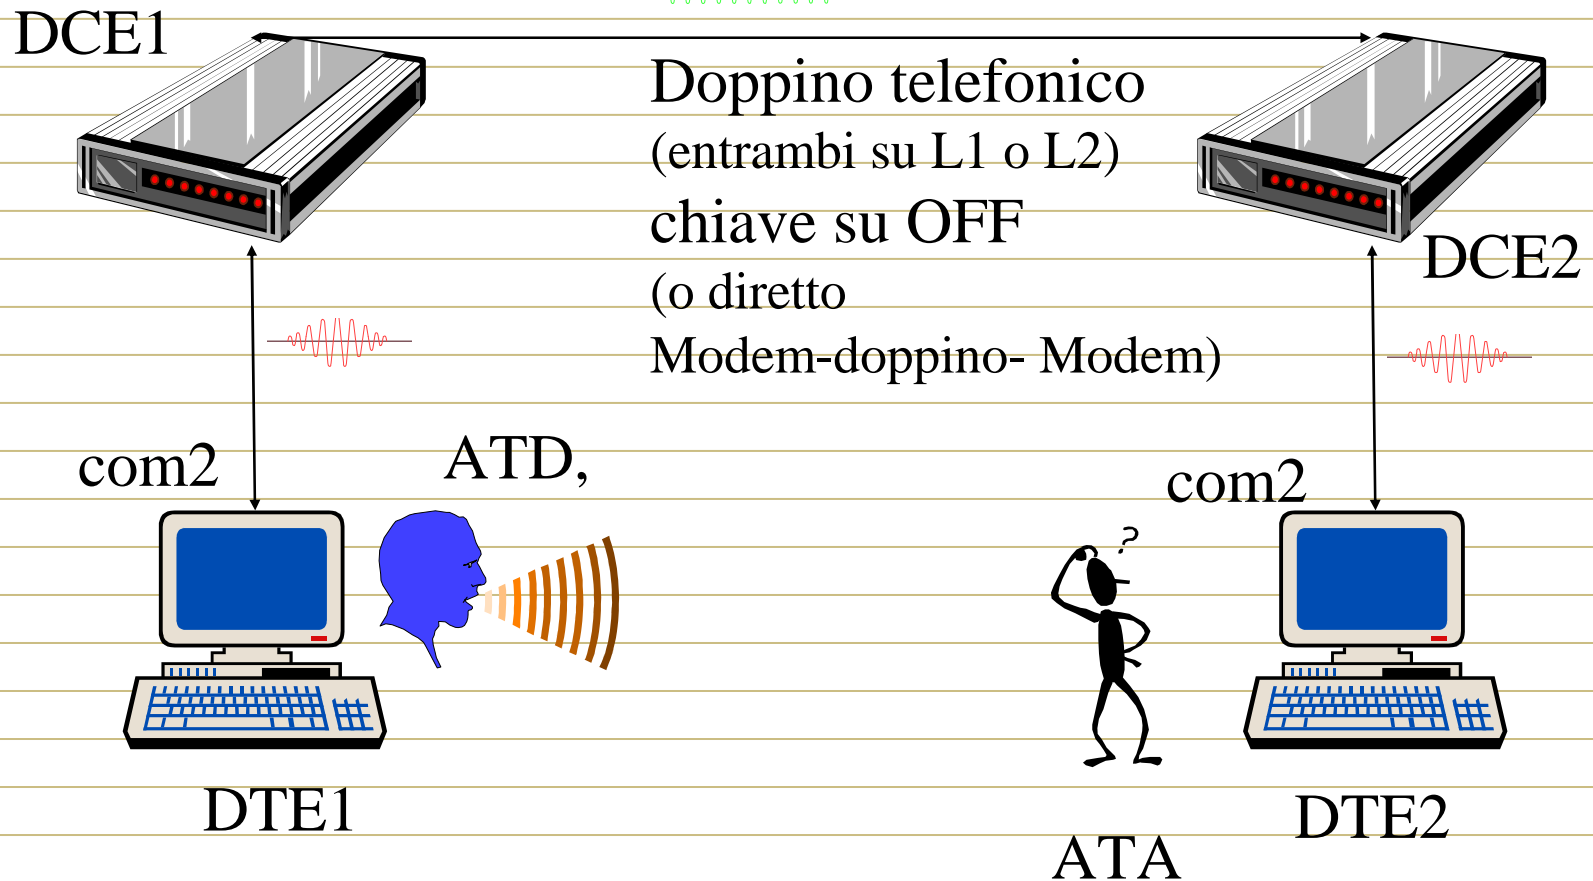 DCE1
Doppino telefonico
(entrambi su L1 o L2)
chiave su OFF
(o diretto
Modem-doppino- Modem)
DCE2
com2
ATD,
com2
?
DTE1
DTE2
ATA